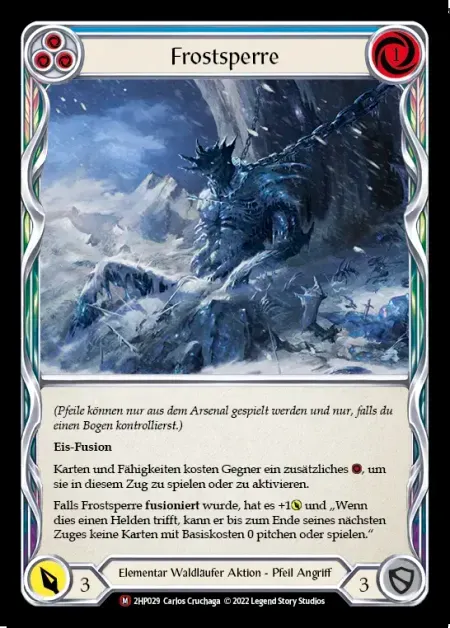 1
Frostsperre
(Pfeile können nur aus dem Arsenal gespielt werden und nur, falls du
einen Bogen kontrollierst.)
Eis-Fusion
Karten und Fähigkeiten kosten Gegner ein zusätzliches , um
sie in diesem Zug zu spielen oder zu aktivieren.
Falls Frostsperre fusioniert wurde, hat es +1 und „Wenn
dies einen Helden trifft, kann er bis zum Ende seines nächsten
Zuges keine Karten mit Basiskosten 0 pitchen oder spielen.“
3
Elementar Waldläufer Aktion - Pfeil Angriff
3
M 2HP029 Carlos Cruchaga © 2022 Legend Story Studios